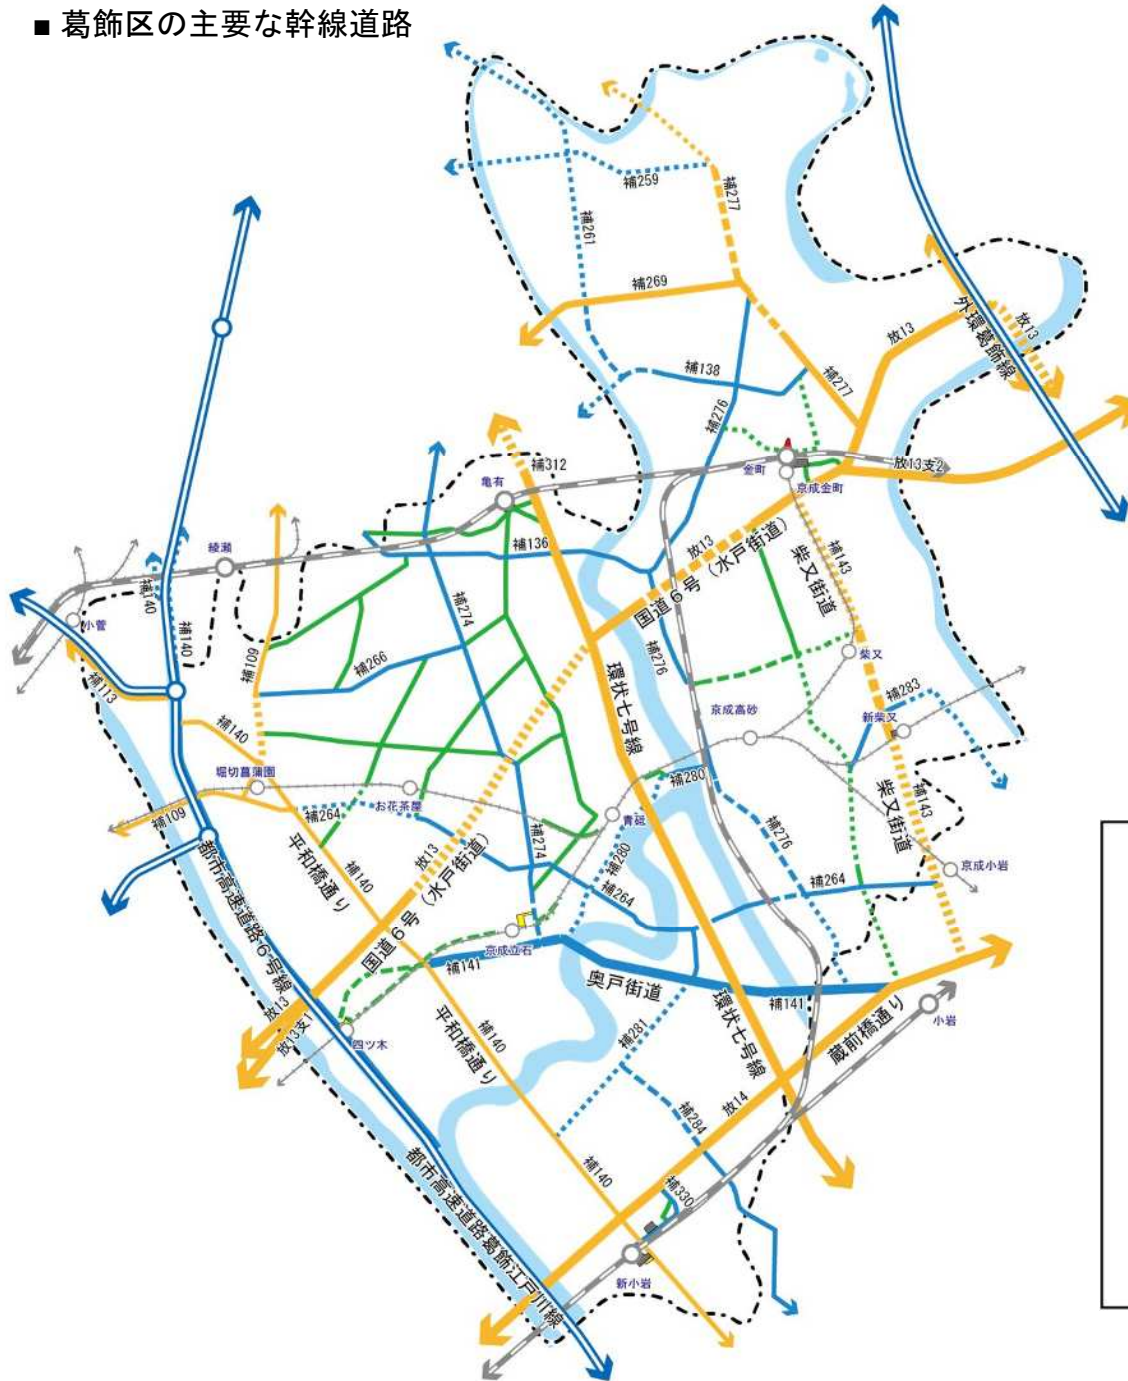 ■ 葛飾区の主要な幹線道路
補259
補277
補261
補269
外環葛飾線
放13
放13
補138
補277
補276
補312
金町
放13支2
京成金町
亀有
綾瀬
補136
放13
国道6号(水戸街道)
補143
柴又街道
補140
補140
小菅
補274
補109
補266
補276
柴又
補113
環状七号線
京成高砂
補283
新柴又
補140
堀切菖蒲園
お花茶屋
補280
補143
柴又街道
補109
補264
青砥
補276
都市高速道路6号線
平和橋通り
補140
放13
国道6号(水戸街道)
補274
補280
補264
補264
京成小岩
京成立石
補141
奥戸街道
補141
環状七号線
蔵前橋通り
小岩
放13
放13支1
四ツ木
平和橋通り
補140
補281
放14
補284
都市高速道路葛飾江戸川線
補140
補330
新小岩